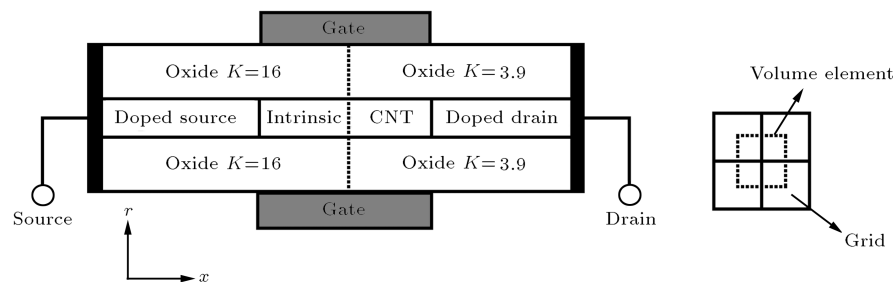 Gate
Oxide K=16
Oxide K=3.9
Doped source
Intrinsic
CNT
Doped drain
Oxide K=16
Oxide K=3.9
Gate
Source
Drain
r
x
Volume element
Grid